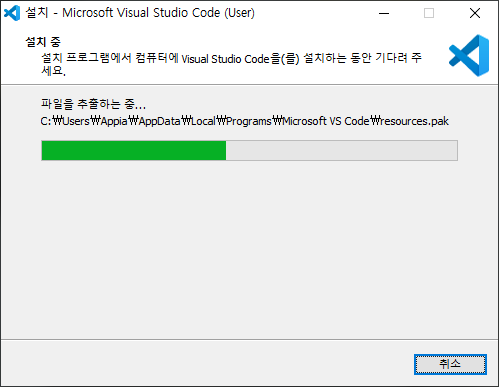 설치 - Microsoft Visual Studio Code (User)
설치 중
설치 프로그램에서 컴퓨터에 Visual Studio Code을(를) 설치하는 동안 기다려 주
세요.
파일을 추출하는 중...
C:₩Users₩Appia₩AppData₩Local₩Programs₩Microsoft VS Code₩resources.pak
취소